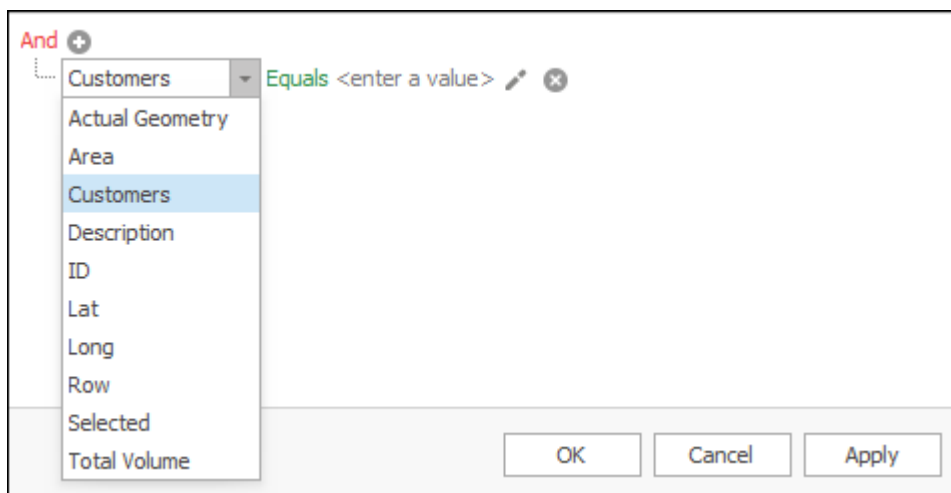 And
Customers Equals <enter a value>
Actual Geometry
Area
Customers
Description
ID
Lat
Long
Row
Selected
Total Volume
OK Cancel Apply